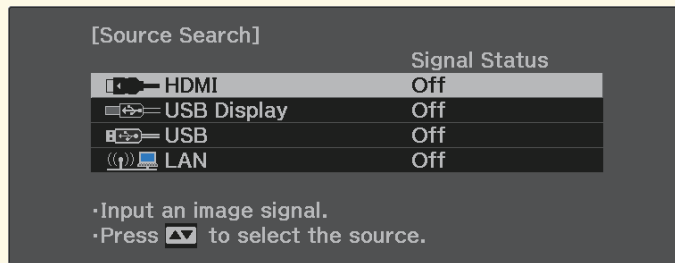 [Source Search]
Signal Status
HDMI Off
USB Display Off
USB Off
LAN Off
·Input an image signal.
·Press ▲▼ to select the source.